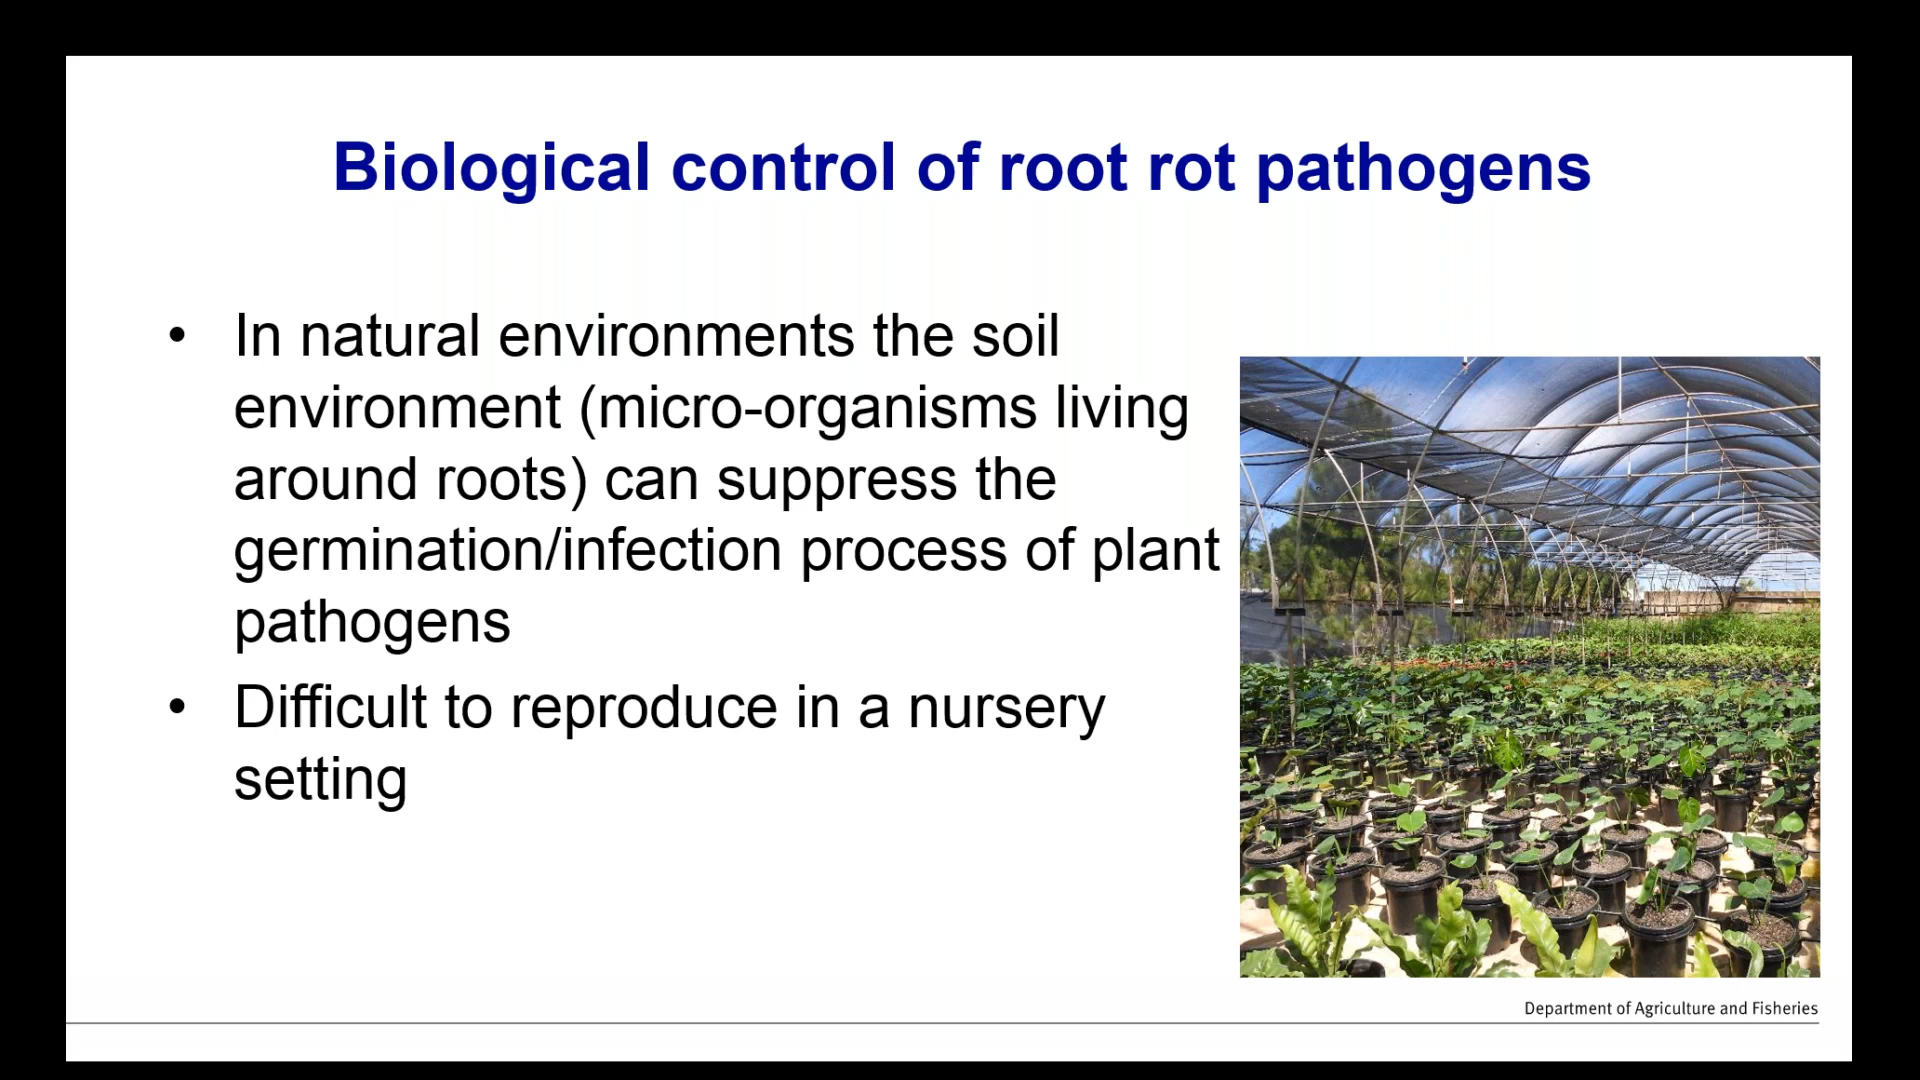 Biological control of root rot pathogens
• In natural environments the soil
environment (micro-organisms living
around roots) can suppress the
germination/infection process of plant
pathogens
• Difficult to reproduce in a nursery
setting
Department of Agriculture and Fisheries